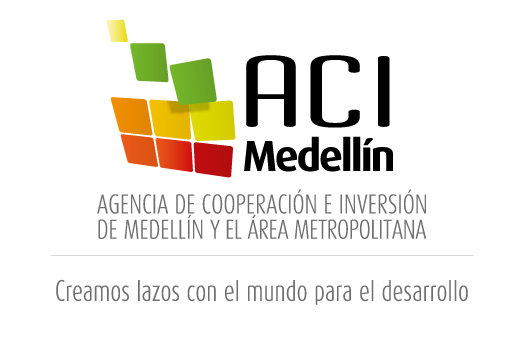 ACI
Medellín
AGENCIA DE COOPERACIÓN E INVERSIÓN
DE MEDELLÍN Y EL ÁREA METROPOLITANA
Creamos lazos con el mundo para el desarrollo